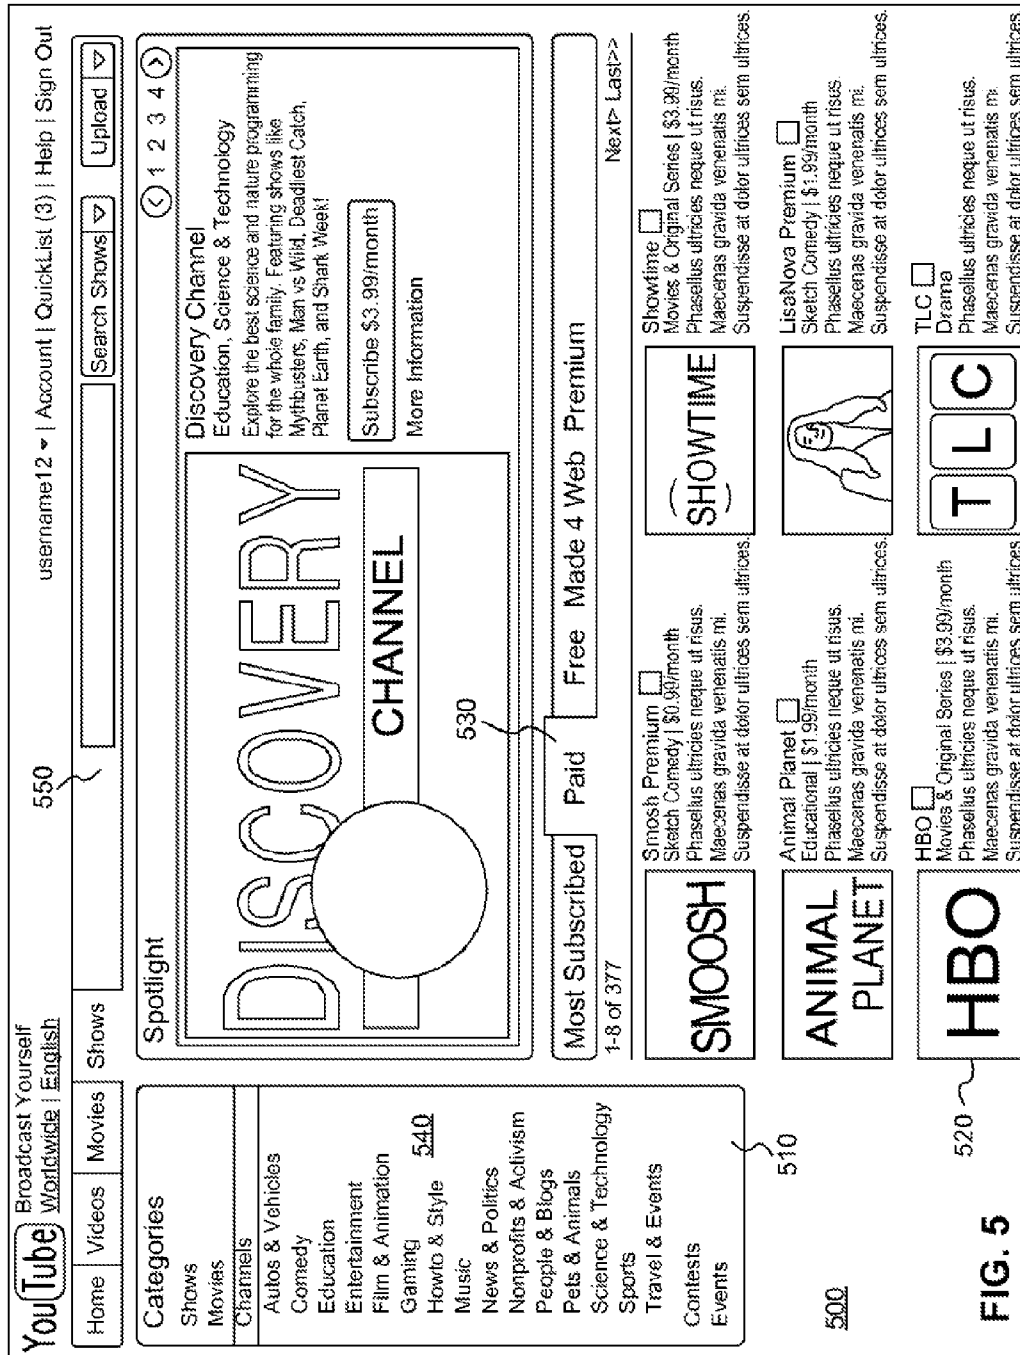 YouTube
Broadcast Yourself
Worldwide | English
username12 ▾ | Account | QuickList (3) | Help | Sign Out
Home Videos Movies Shows
Search Shows
Upload
550
Categories
Shows
Movies
Channels
Autos & Vehicles
Comedy
Education
Entertainment
Film & Animation
Gaming
Howto & Style
Music
News & Politics
Nonprofits & Activism
People & Blogs
Pets & Animals
Science & Technology
Sports
Travel & Events
Contests
Events
540
510
Spotlight
1 2 3 4
DISCOVERY
CHANNEL
Discovery Channel
Education, Science & Technology
Explore the best science and nature programming
for the whole family. Featuring shows like
Mythbusters, Man vs Wild, Deadliest Catch,
Planet Earth, and Shark Week!
Subscribe $3.99/month
More Information
530
Most Subscribed Paid Free Made 4 Web Premium
1-8 of 377
Next> Last>>
SMOOSH
Smosh Premium
Sketch Comedy | $0.99/month
Phasellus ultricies neque ut risus.
Maecenas gravida venenatis mi.
Suspendisse at dolor ultrices sem ultrices.
SHOWTIME
Showtime
Movies & Original Series | $3.99/month
Phasellus ultricies neque ut risus.
Maecenas gravida venenatis mi.
Suspendisse at dolor ultrices sem ultrices.
ANIMAL
PLANET
Animal Planet
Educational | $1.99/month
Phasellus ultricies neque ut risus.
Maecenas gravida venenatis mi.
Suspendisse at dolor ultrices sem ultrices.
LisaNova Premium
Sketch Comedy | $1.99/month
Phasellus ultricies neque ut risus.
Maecenas gravida venenatis mi.
Suspendisse at dolor ultrices sem ultrices.
HBO
HBO
Movies & Original Series | $3.99/month
Phasellus ultricies neque ut risus.
Maecenas gravida venenatis mi.
Suspendisse at dolor ultrices sem ultrices.
TLC
TLC
Drama
Phasellus ultricies neque ut risus.
Maecenas gravida venenatis mi.
Suspendisse at dolor ultrices sem ultrices.
520
500
FIG. 5